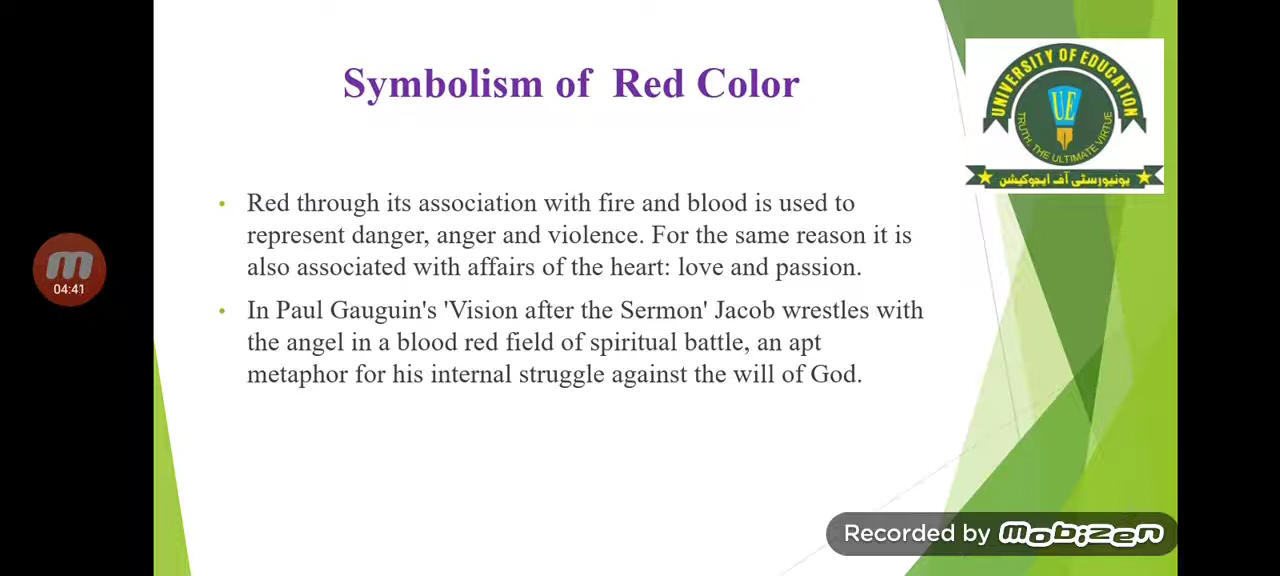 Symbolism of Red Color
UNIVERSITY OF EDUCATION
UE
TRUTH, THE ULTIMATE VIRTUE
یونیورسٹی آف ایجوکیشن
• Red through its association with fire and blood is used to
represent danger, anger and violence. For the same reason it is
also associated with affairs of the heart: love and passion.
• In Paul Gauguin's 'Vision after the Sermon' Jacob wrestles with
the angel in a blood red field of spiritual battle, an apt
metaphor for his internal struggle against the will of God.
m
04:41
Recorded by mobizen